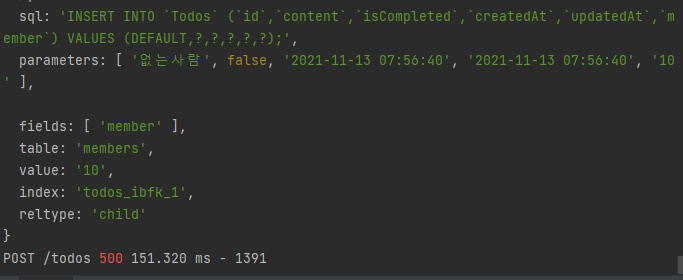 sql: 'INSERT INTO `Todos` (`id`,`content`,`isCompleted`,`createdAt`,`updatedAt`,`m
ember`) VALUES (DEFAULT,?,?,?,?,?);',
parameters: [ '없는사람', false, '2021-11-13 07:56:40', '2021-11-13 07:56:40', '10
' ],
fields: [ 'member' ],
table: 'members',
value: '10',
index: 'todos_ibfk_1',
reltype: 'child'
}
POST /todos 500 151.320 ms - 1391